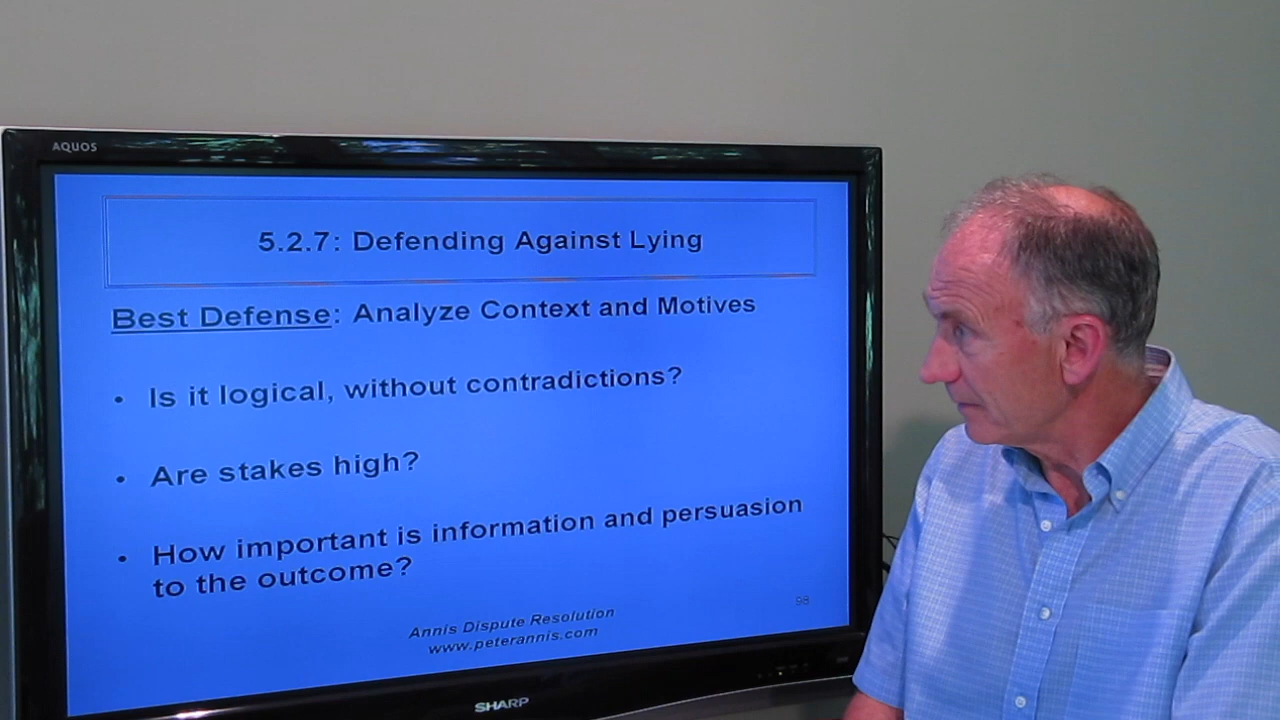 AQUOS
5.2.7: Defending Against Lying
Best Defense: Analyze Context and Motives
• Is it logical, without contradictions?
• Are stakes high?
• How important is information and persuasion
to the outcome?
98
Annis Dispute Resolution
www.peterannis.com
SHARP